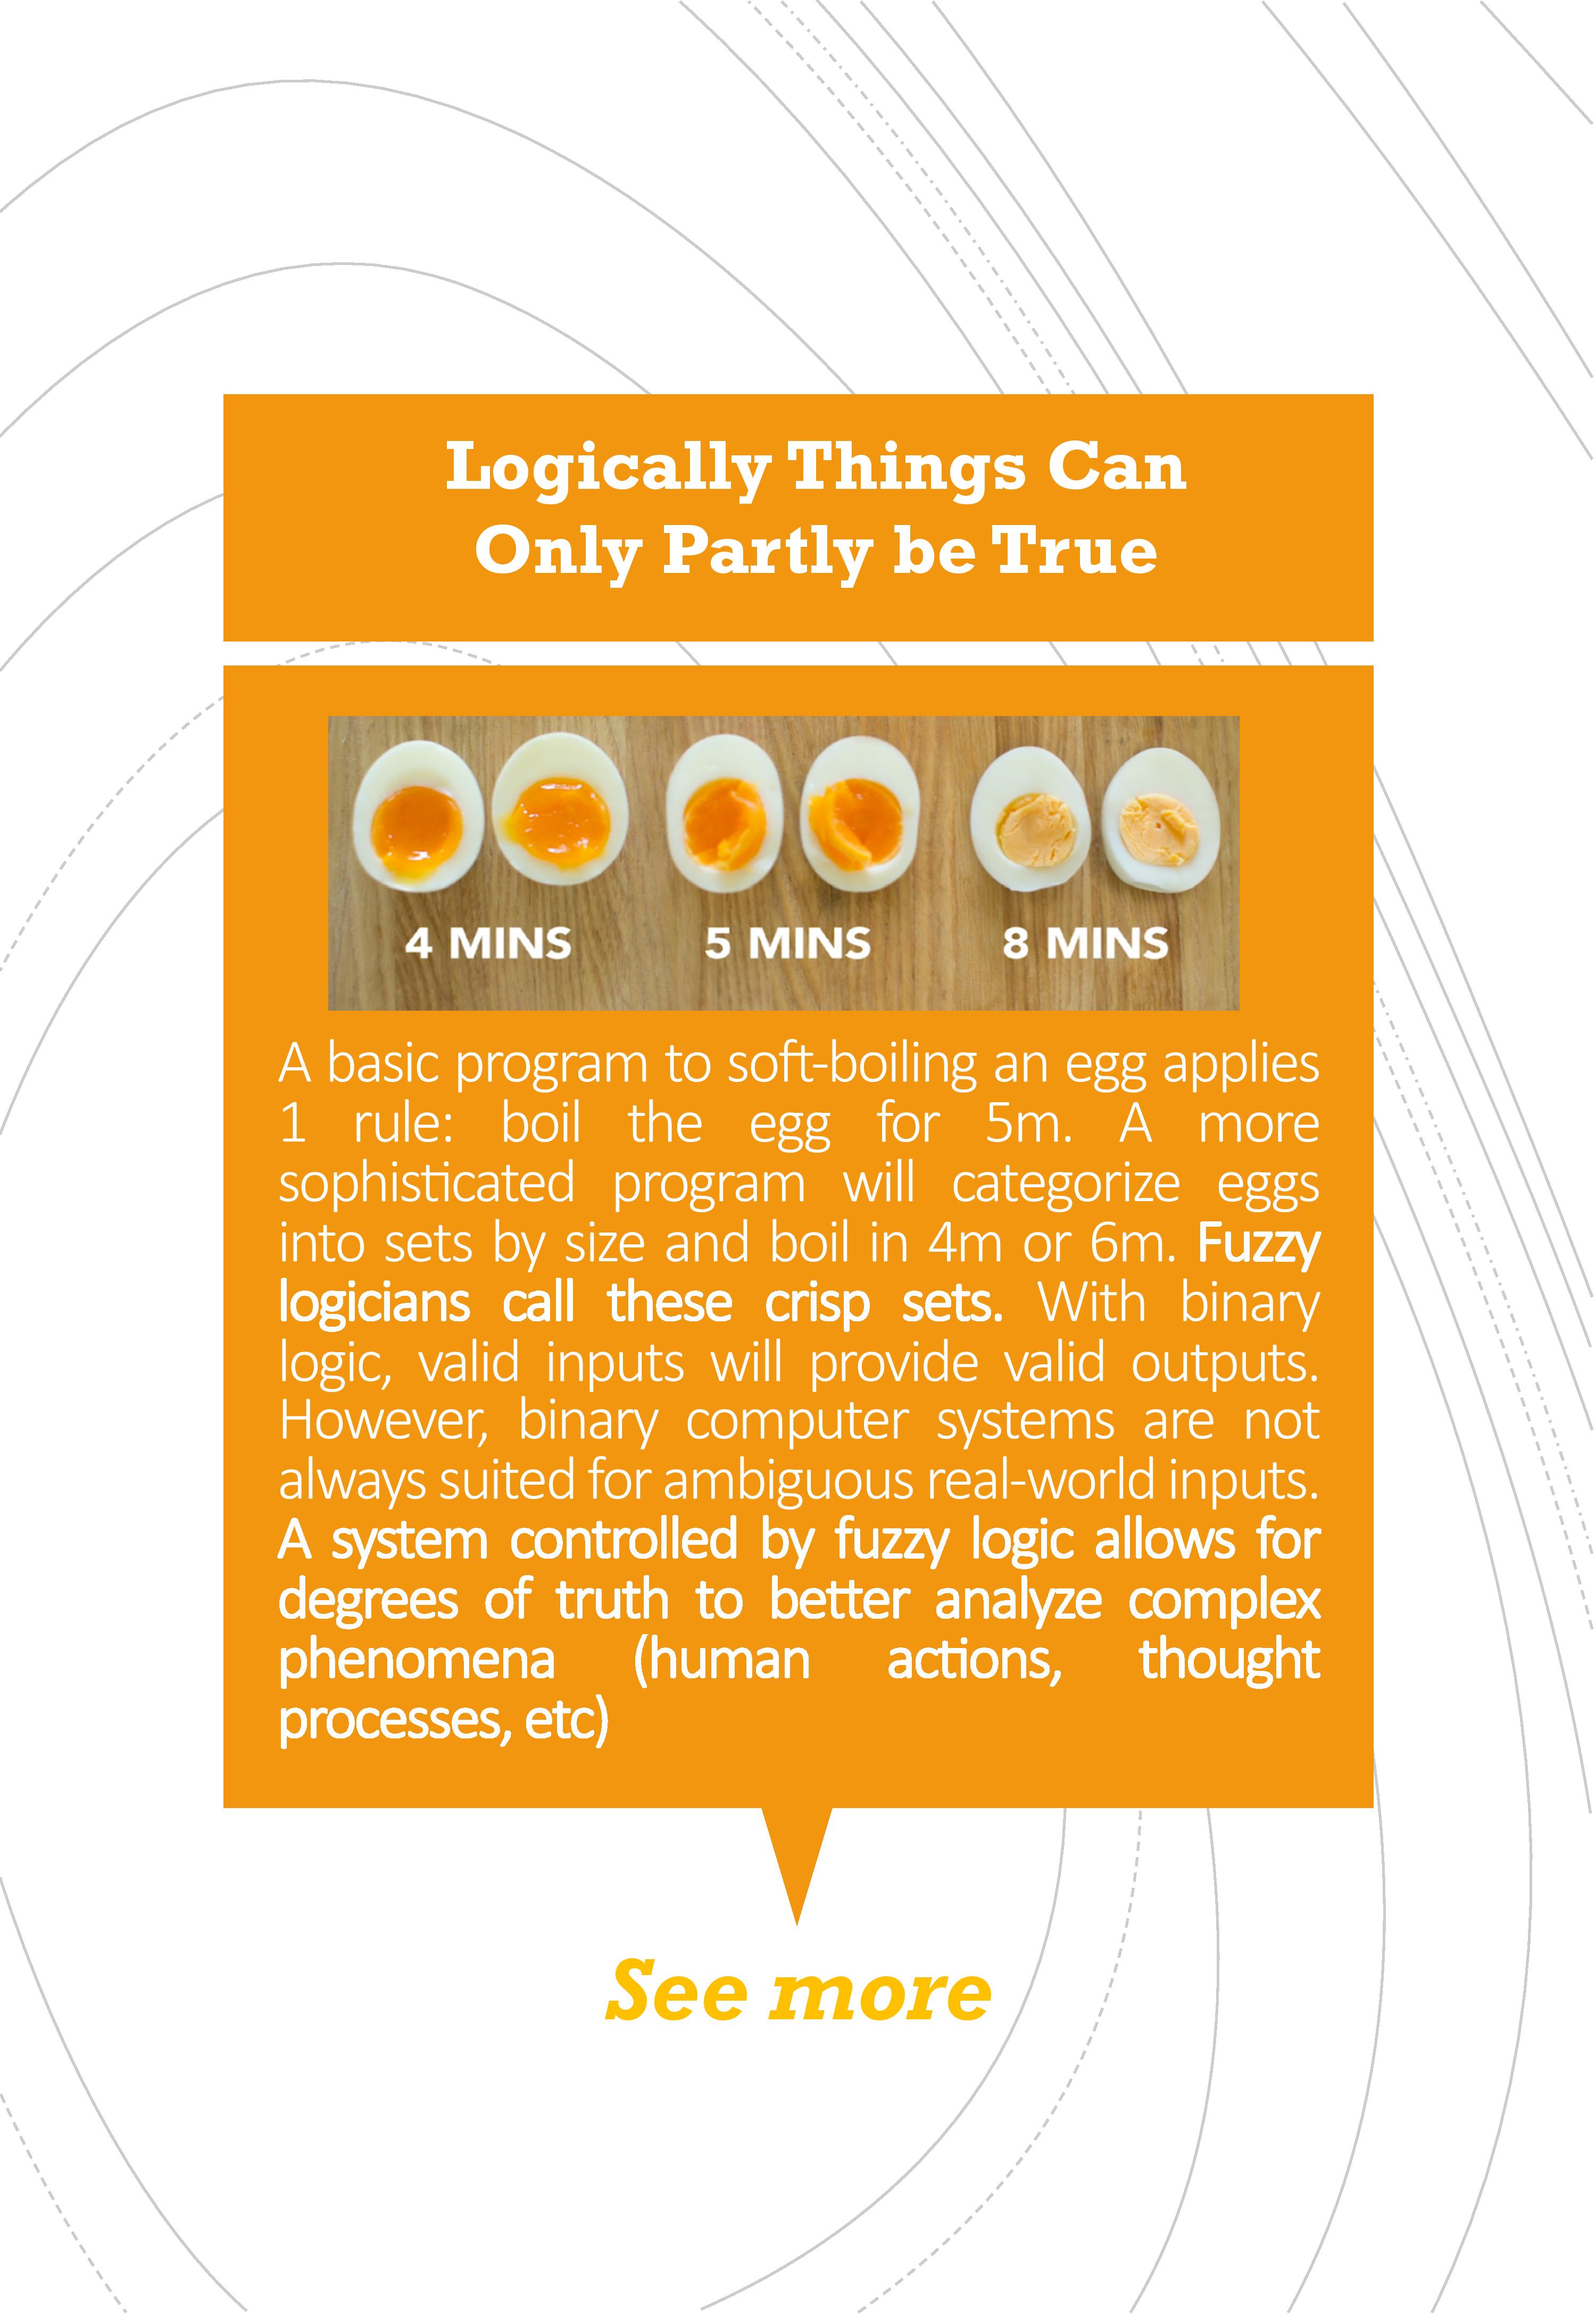 Logically Things Can
Only Partly be True
4 MINS
5 MINS
8 MINS
A basic program to soft-boiling an egg applies
1 rule: boil the egg for 5m. A more
sophisticated program will categorize eggs
into sets by size and boil in 4m or 6m. Fuzzy
logicians call these crisp sets. With binary
logic, valid inputs will provide valid outputs.
However, binary computer systems are not
always suited for ambiguous real-world inputs.
A system controlled by fuzzy logic allows for
degrees of truth to better analyze complex
phenomena (human actions, thought
processes, etc)
See more